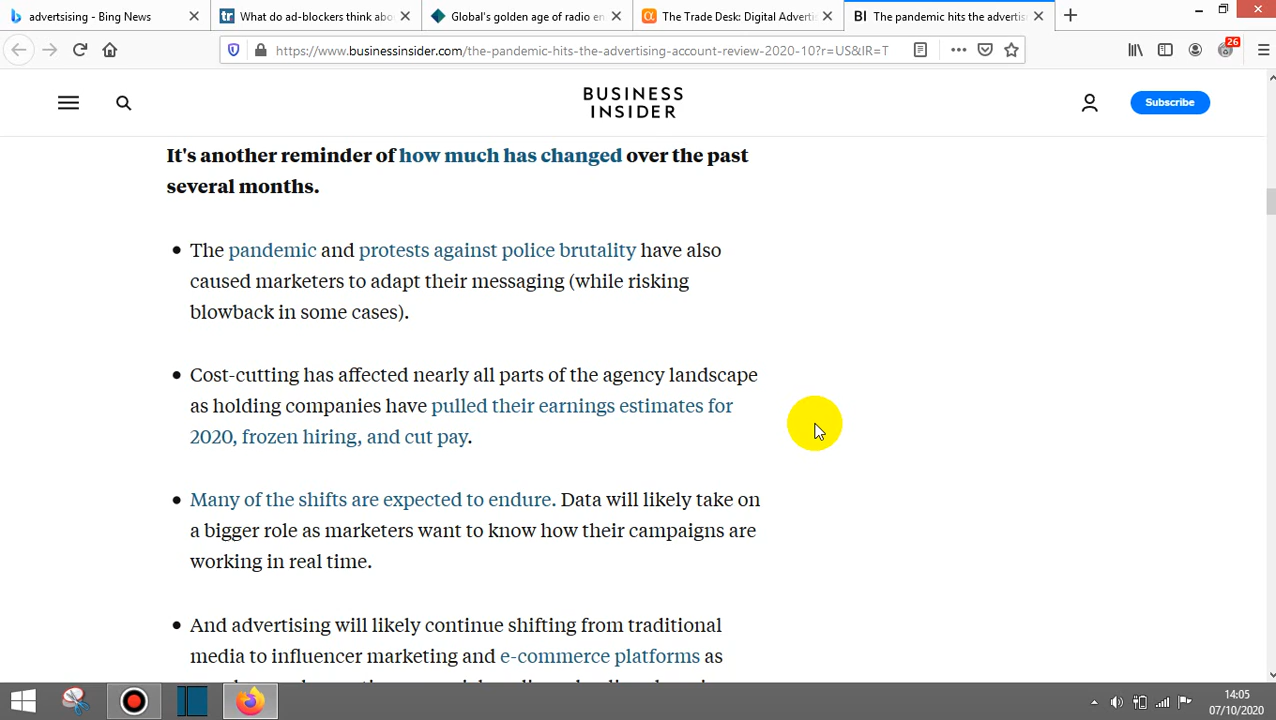 advertising - Bing News
What do ad-blockers think abo
Global's golden age of radio en
The Trade Desk: Digital Adverti
BI The pandemic hits the advertis
https://www.businessinsider.com/the-pandemic-hits-the-advertising-account-review-2020-10?r=US&IR=T
26
BUSINESS
INSIDER
Subscribe
It's another reminder of how much has changed over the past
several months.
• The pandemic and protests against police brutality have also
caused marketers to adapt their messaging (while risking
blowback in some cases).
• Cost-cutting has affected nearly all parts of the agency landscape
as holding companies have pulled their earnings estimates for
2020, frozen hiring, and cut pay.
• Many of the shifts are expected to endure. Data will likely take on
a bigger role as marketers want to know how their campaigns are
working in real time.
• And advertising will likely continue shifting from traditional
media to influencer marketing and e-commerce platforms as
14:05
07/10/2020